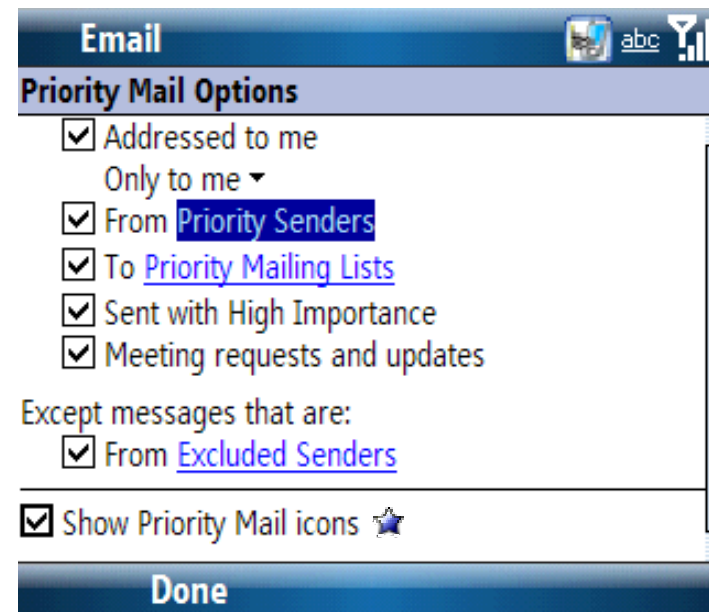 Email abc
Priority Mail Options
Addressed to me
Only to me
From Priority Senders
To Priority Mailing Lists
Sent with High Importance
Meeting requests and updates
Except messages that are:
From Excluded Senders
Show Priority Mail icons
Done